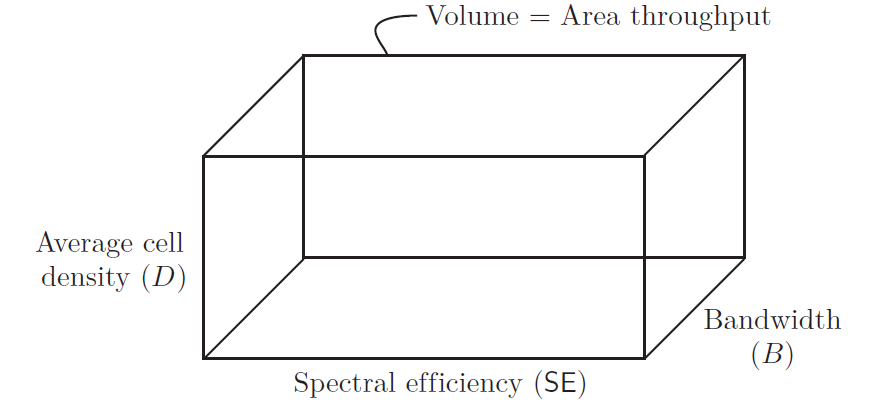 Volume = Area throughput
Average cell
density (D)
Bandwidth
(B)
Spectral efficiency (SE)